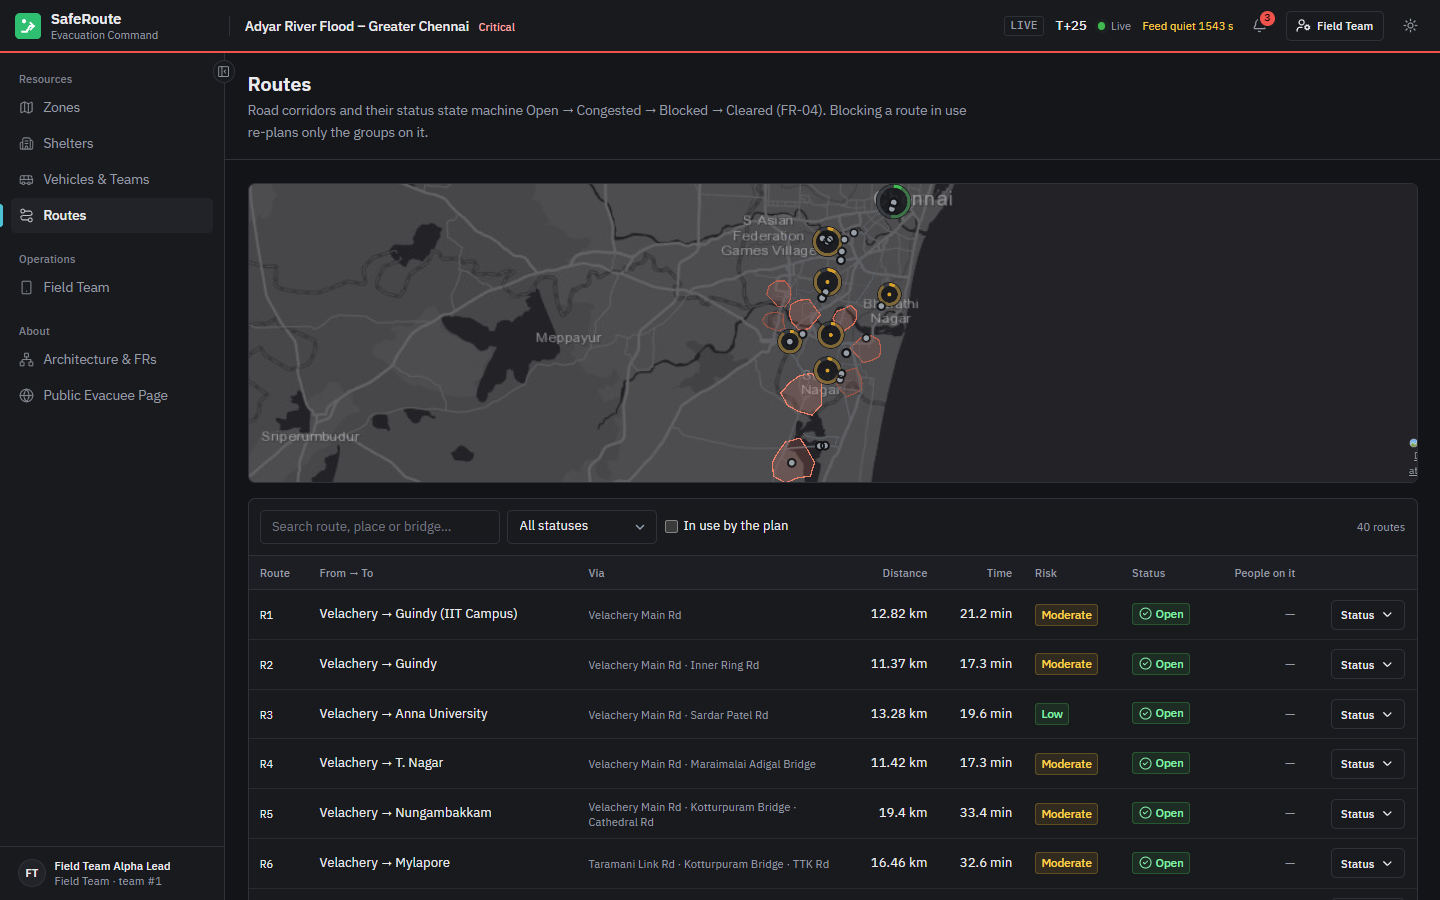 SafeRoute
Evacuation Command
Adyar River Flood – Greater Chennai Critical
LIVE T+25 Live Feed quiet 1543 s 3 Field Team
Resources
Zones
Shelters
Vehicles & Teams
Routes
Operations
Field Team
About
Architecture & FRs
Public Evacuee Page
FT Field Team Alpha Lead
Field Team · team #1
Routes
Road corridors and their status state machine Open → Congested → Blocked → Cleared (FR-04). Blocking a route in use
re-plans only the groups on it.
nnai
S Asian
Federation
Games Village
Meppayur
Nagar
Nagar
Sriperumbudur
Search route, place or bridge... All statuses In use by the plan 40 routes
Route From → To Via Distance Time Risk Status People on it
R1 Velachery → Guindy (IIT Campus) Velachery Main Rd 12.82 km 21.2 min Moderate Open — Status
R2 Velachery → Guindy Velachery Main Rd · Inner Ring Rd 11.37 km 17.3 min Moderate Open — Status
R3 Velachery → Anna University Velachery Main Rd · Sardar Patel Rd 13.28 km 19.6 min Low Open — Status
R4 Velachery → T. Nagar Velachery Main Rd · Maraimalai Adigal Bridge 11.42 km 17.3 min Moderate Open — Status
R5 Velachery → Nungambakkam Velachery Main Rd · Kotturpuram Bridge ·
Cathedral Rd 19.4 km 33.4 min Moderate Open — Status
R6 Velachery → Mylapore Taramani Link Rd · Kotturpuram Bridge · TTK Rd 16.46 km 32.6 min Moderate Open — Status